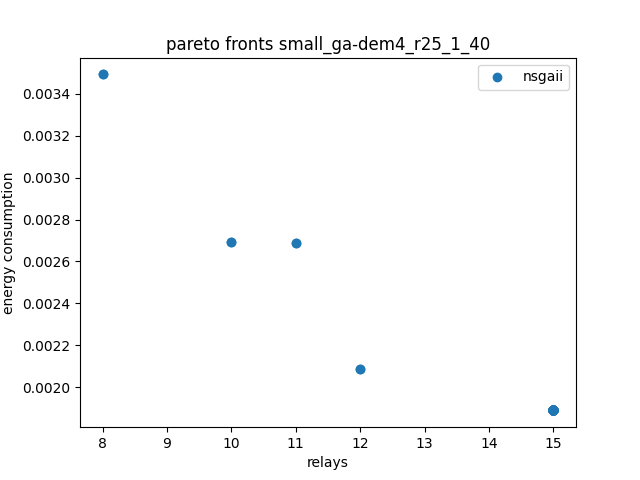 pareto fronts small_ga-dem4_r25_1_40
nsgaii
energy consumption
0.0034
0.0032
0.0030
0.0028
0.0026
0.0024
0.0022
0.0020
8 9 10 11 12 13 14 15
relays